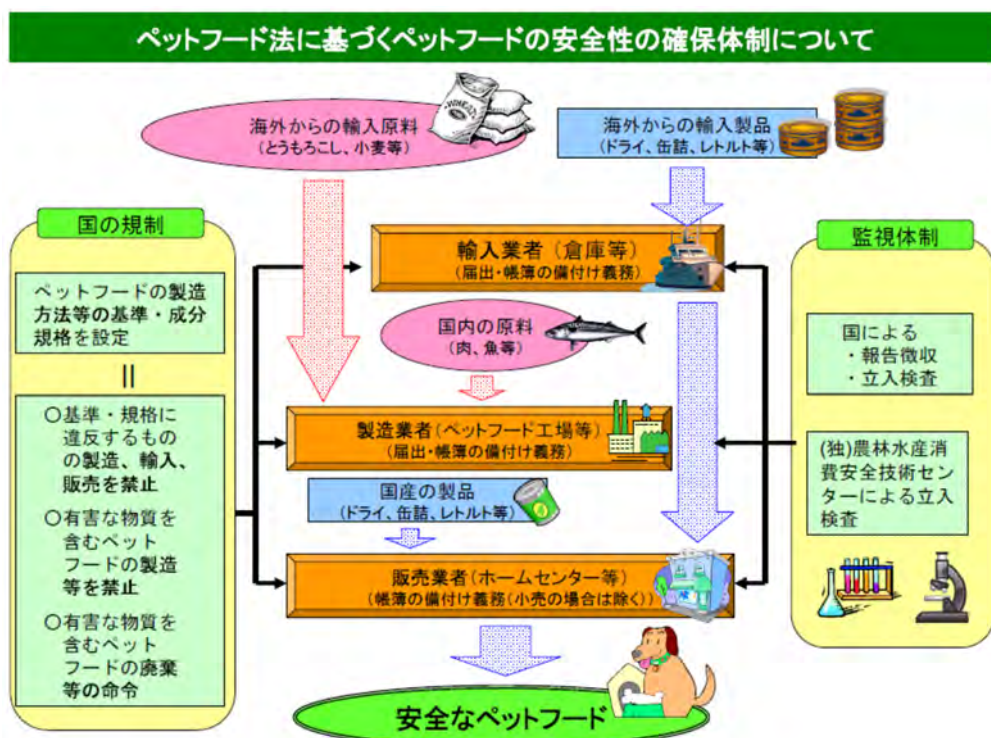 ペットフード法に基づくペットフードの安全性の確保体制について
海外からの輸入原料
(とうもろこし、小麦等)
海外からの輸入製品
(ドライ、缶詰、レトルト等)
国の規制
ペットフードの製造
方法等の基準・成分
規格を設定
||
〇基準・規格に
違反するもの
の製造、輸入、
販売を禁止
〇有害な物質を
含むペット
フードの製造
等を禁止
〇有害な物質を
含むペット
フードの廃棄
等の命令
輸入業者(倉庫等)
(届出・帳簿の備付け義務)
国内の原料
(肉、魚等)
製造業者(ペットフード工場等)
(届出・帳簿の備付け義務)
国産の製品
(ドライ、缶詰、レトルト等)
販売業者(ホームセンター等)
(帳簿の備付け義務(小売の場合は除く))
安全なペットフード
監視体制
国による
・報告徴収
・立入検査
(独)農林水産消
費安全技術セン
ターによる立入
検査